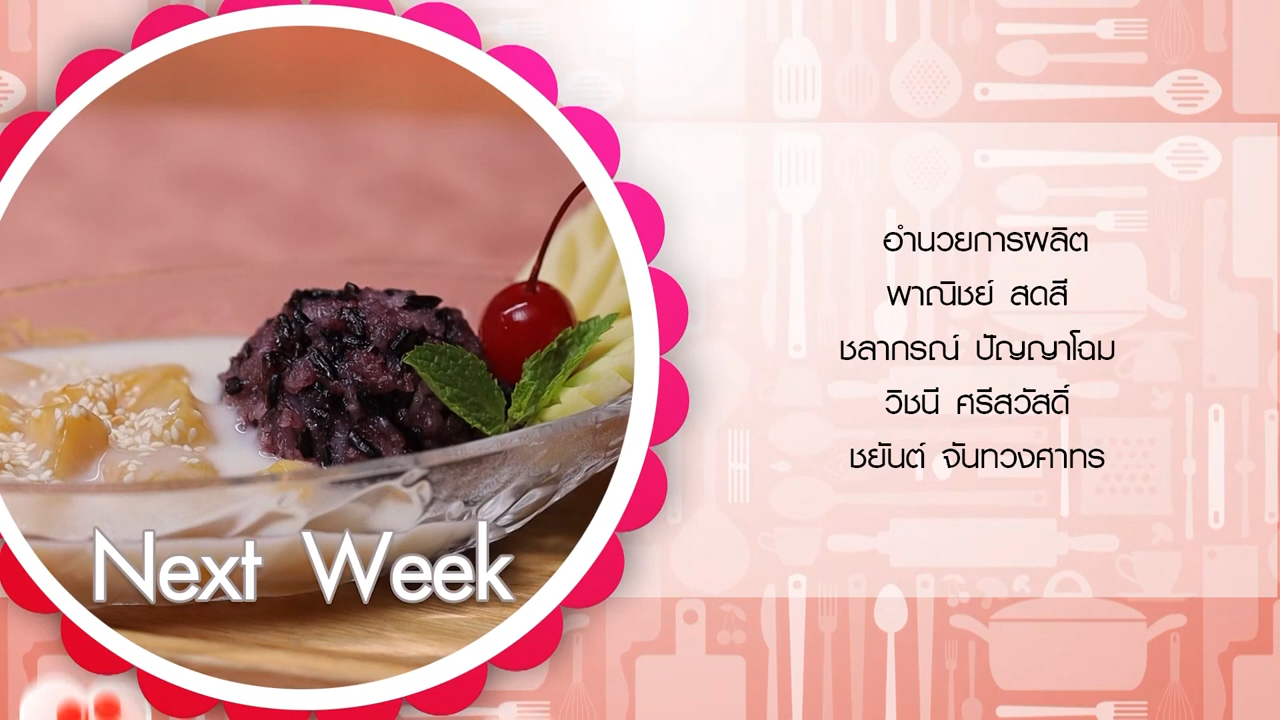 อำนวยการผลิต
พาณิชย์ สดสี
ชลากรณ์ ปัญญาโฉม
วิชนี ศรีสวัสดิ์
ชยันต์ จันทวงศาทร
Next Week